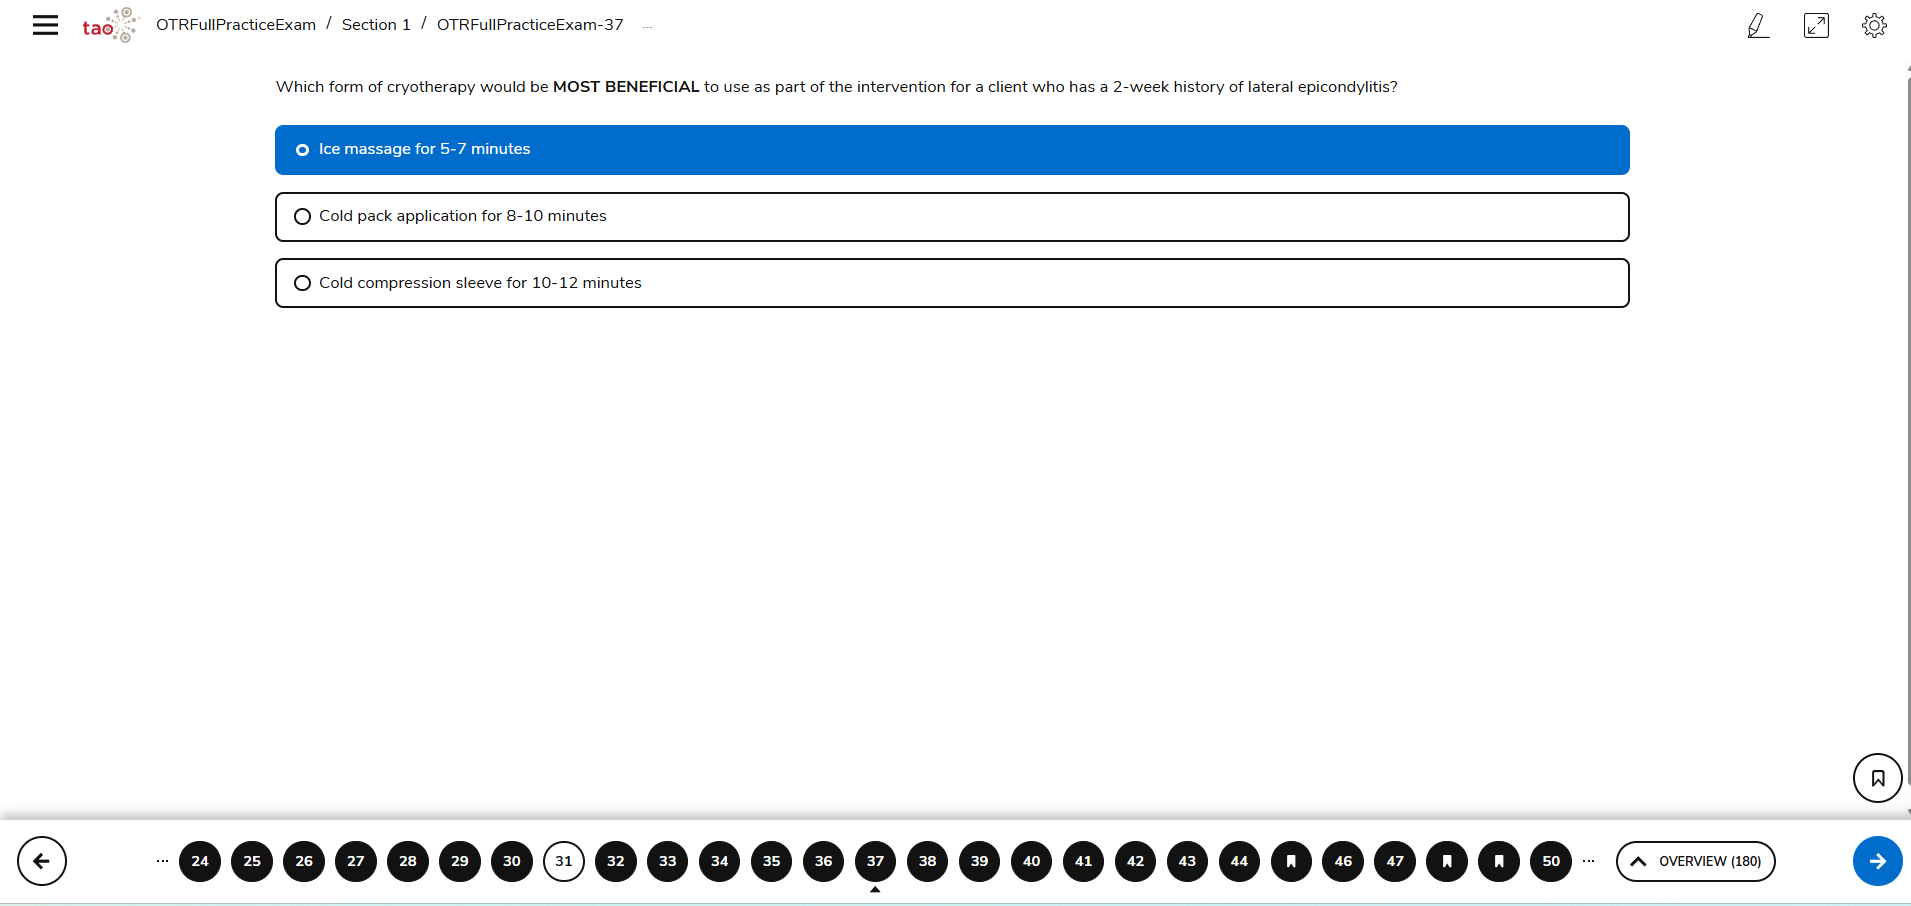 tao OTRFullPracticeExam / Section 1 / OTRFullPracticeExam-37 ...
Which form of cryotherapy would be MOST BENEFICIAL to use as part of the intervention for a client who has a 2-week history of lateral epicondylitis?
Ice massage for 5-7 minutes
Cold pack application for 8-10 minutes
Cold compression sleeve for 10-12 minutes
... 24 25 26 27 28 29 30 31 32 33 34 35 36 37 38 39 40 41 42 43 44 46 47 50 ... OVERVIEW (180)